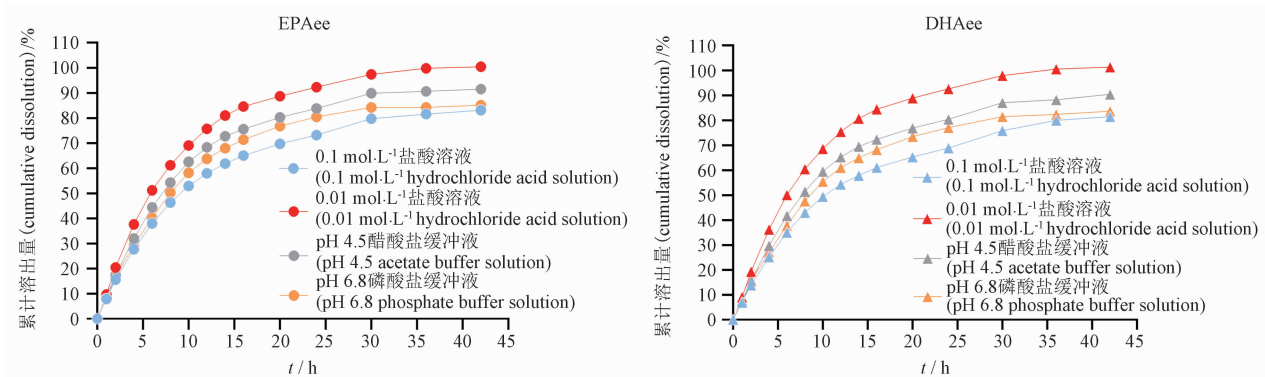 EPAee
累计溶出量 (cumulative dissolution) /%
110
100
90
80
70
60
50
40
30
20
10
0
0.1 mol·L⁻¹盐酸溶液
(0.1 mol·L⁻¹ hydrochloride acid solution)
0.01 mol·L⁻¹盐酸溶液
(0.01 mol·L⁻¹ hydrochloride acid solution)
pH 4.5醋酸盐缓冲液
(pH 4.5 acetate buffer solution)
pH 6.8磷酸盐缓冲液
(pH 6.8 phosphate buffer solution)
0 5 10 15 20 25 30 35 40 45
t / h
DHAee
累计溶出量 (cumulative dissolution) /%
110
100
90
80
70
60
50
40
30
20
10
0
0.1 mol·L⁻¹盐酸溶液
(0.1 mol·L⁻¹ hydrochloride acid solution)
0.01 mol·L⁻¹盐酸溶液
(0.01 mol·L⁻¹ hydrochloride acid solution)
pH 4.5醋酸盐缓冲液
(pH 4.5 acetate buffer solution)
pH 6.8磷酸盐缓冲液
(pH 6.8 phosphate buffer solution)
0 5 10 15 20 25 30 35 40 45
t / h